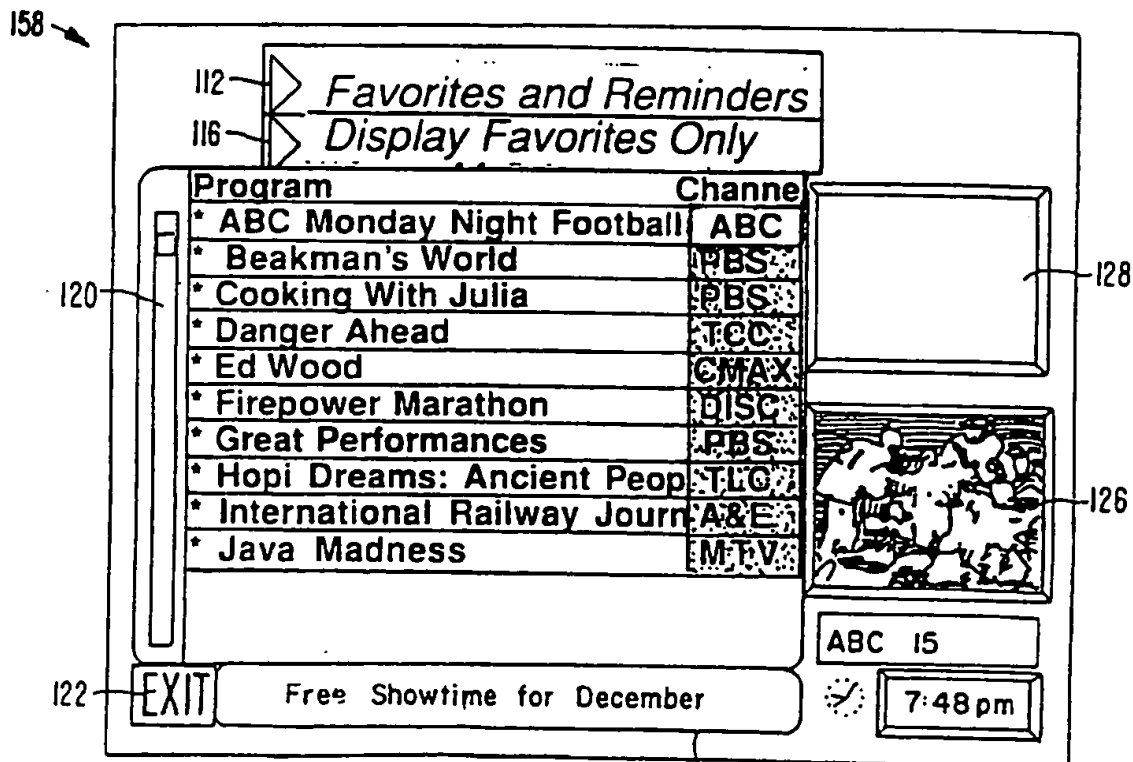 158
112 Favorites and Reminders
116 Display Favorites Only
Program Channe
* ABC Monday Night Football ABC
* Beakman's World PBS
* Cooking With Julia PBS
* Danger Ahead TCC
* Ed Wood CMAX
* Firepower Marathon DISC
* Great Performances PBS
* Hopi Dreams: Ancient Peop TLC
* International Railway Journ A&E
* Java Madness MTV
120
128
126
ABC 15
122 EXIT Free Showtime for December
7:48pm